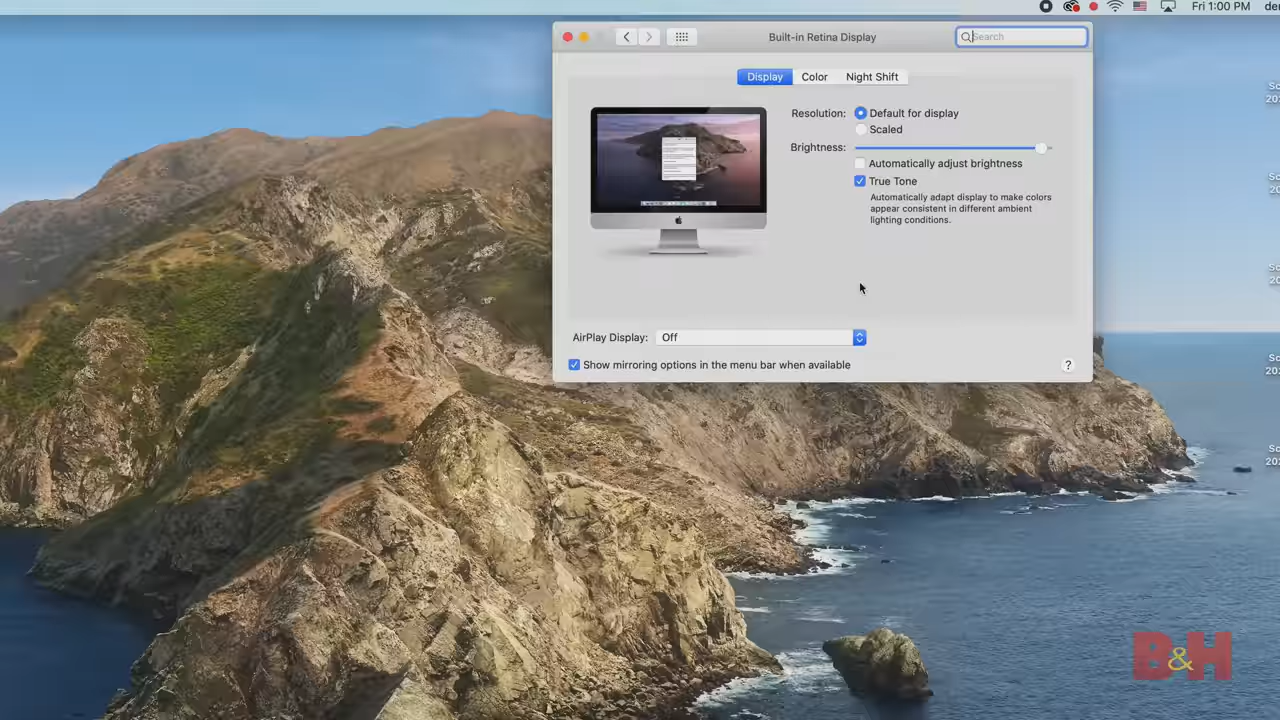 Fri 1:00 PM
Built-in Retina Display
Search
Display Color Night Shift
Resolution: Default for display
Scaled
Brightness:
Automatically adjust brightness
True Tone
Automatically adapt display to make colors
appear consistent in different ambient
lighting conditions.
AirPlay Display: Off
Show mirroring options in the menu bar when available
?
B&H